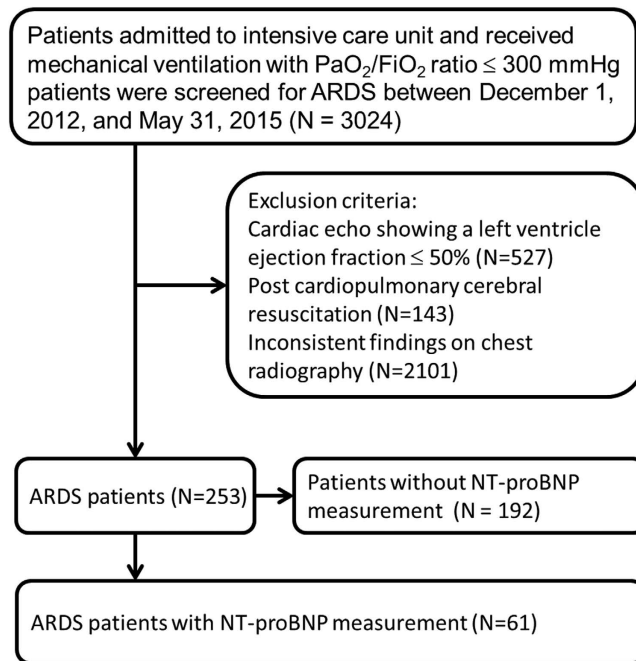 Patients admitted to intensive care unit and received
mechanical ventilation with PaO₂/FiO₂ ratio ≤ 300 mmHg
patients were screened for ARDS between December 1,
2012, and May 31, 2015 (N = 3024)
Exclusion criteria:
Cardiac echo showing a left ventricle
ejection fraction ≤ 50% (N=527)
Post cardiopulmonary cerebral
resuscitation (N=143)
Inconsistent findings on chest
radiography (N=2101)
ARDS patients (N=253)
Patients without NT-proBNP
measurement (N = 192)
ARDS patients with NT-proBNP measurement (N=61)